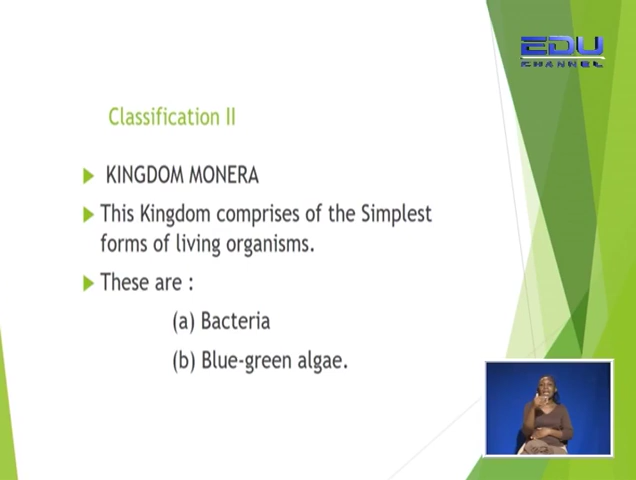 EDU
CHANNEL
Classification II
KINGDOM MONERA
This Kingdom comprises of the Simplest
forms of living organisms.
These are :
(a) Bacteria
(b) Blue-green algae.